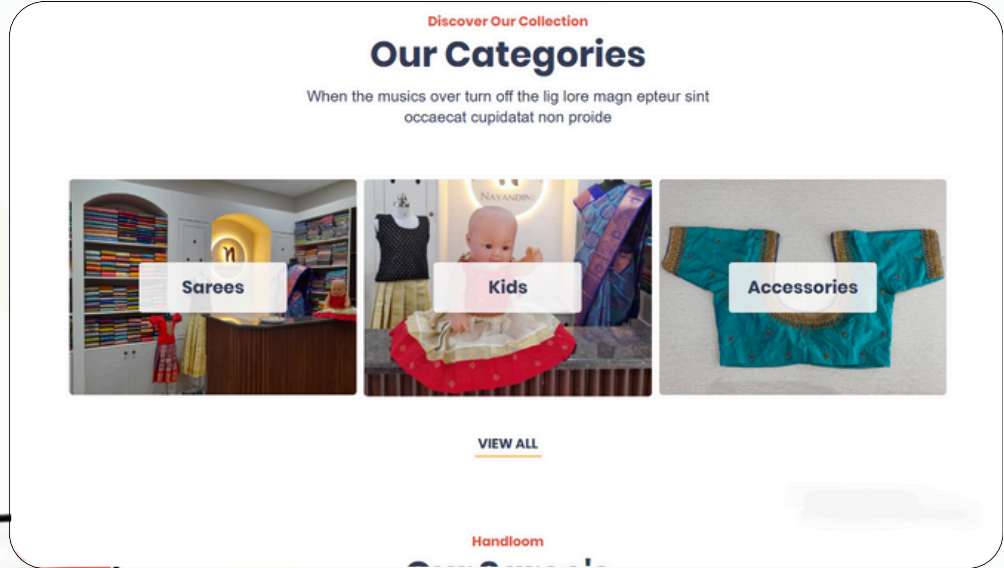 Discover Our Collection
Our Categories
When the musics over turn off the lig lore magn epteur sint
occaecat cupidatat non proide
n
NAYANDINI
Sarees
Kids
Accessories
VIEW ALL
Handloom